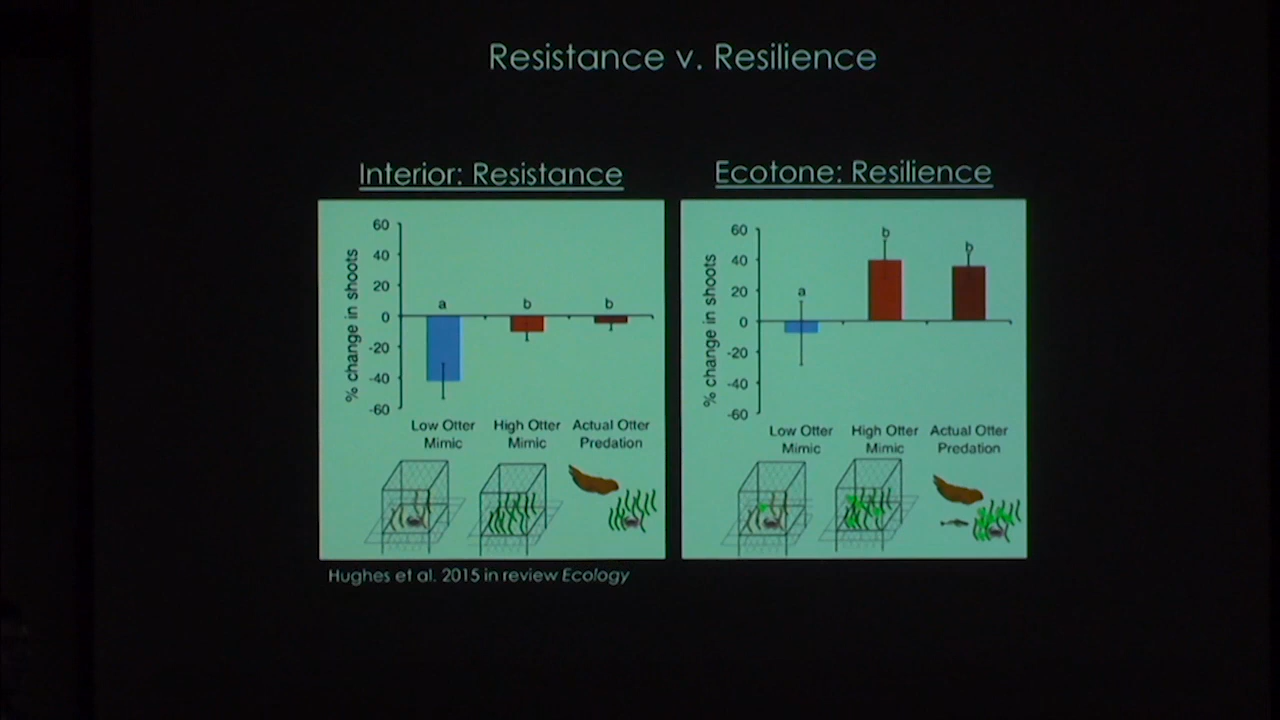 Resistance v. Resilience
Interior: Resistance
% change in shoots
60
40
20
0
-20
-40
-60
a
b
b
Low Otter
Mimic
High Otter
Mimic
Actual Otter
Predation
Ecotone: Resilience
% change in shoots
60
40
20
0
-20
-40
-60
a
b
b
Low Otter
Mimic
High Otter
Mimic
Actual Otter
Predation
Hughes et al. 2015 in review Ecology